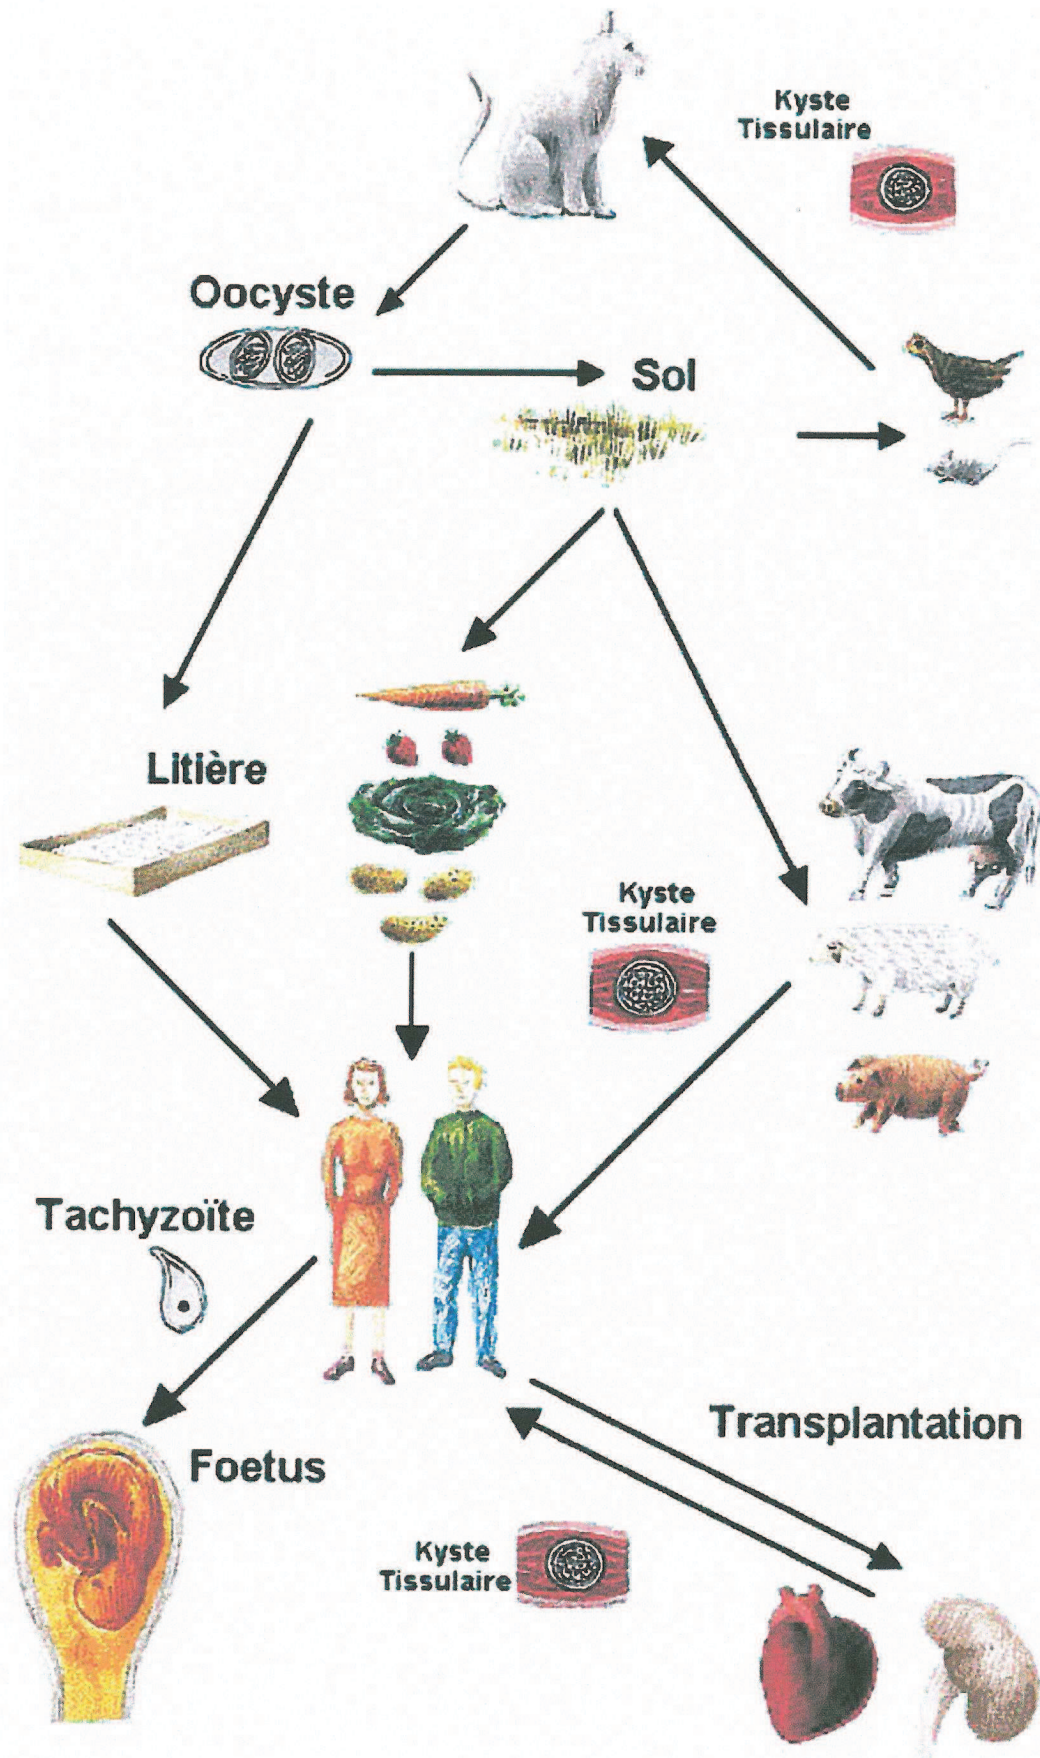 Kyste
Tissulaire
Oocyste
Sol
Litière
Kyste
Tissulaire
Tachyzoïte
Transplantation
Foetus
Kyste
Tissulaire